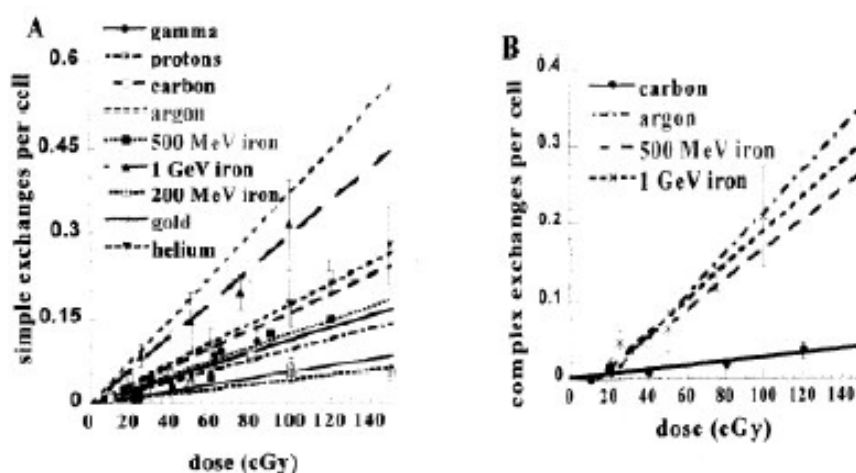 A
simple exchanges per cell
0.6
0.45
0.3
0.15
0
gamma
protons
carbon
argon
500 MeV iron
1 GeV iron
200 MeV iron
gold
helium
0 20 40 60 80 100 120 140
dose (cGy)
B
complex exchanges per cell
0.4
0.3
0.2
0.1
0
carbon
argon
500 MeV iron
1 GeV iron
0 20 40 60 80 100 120 140
dose (cGy)